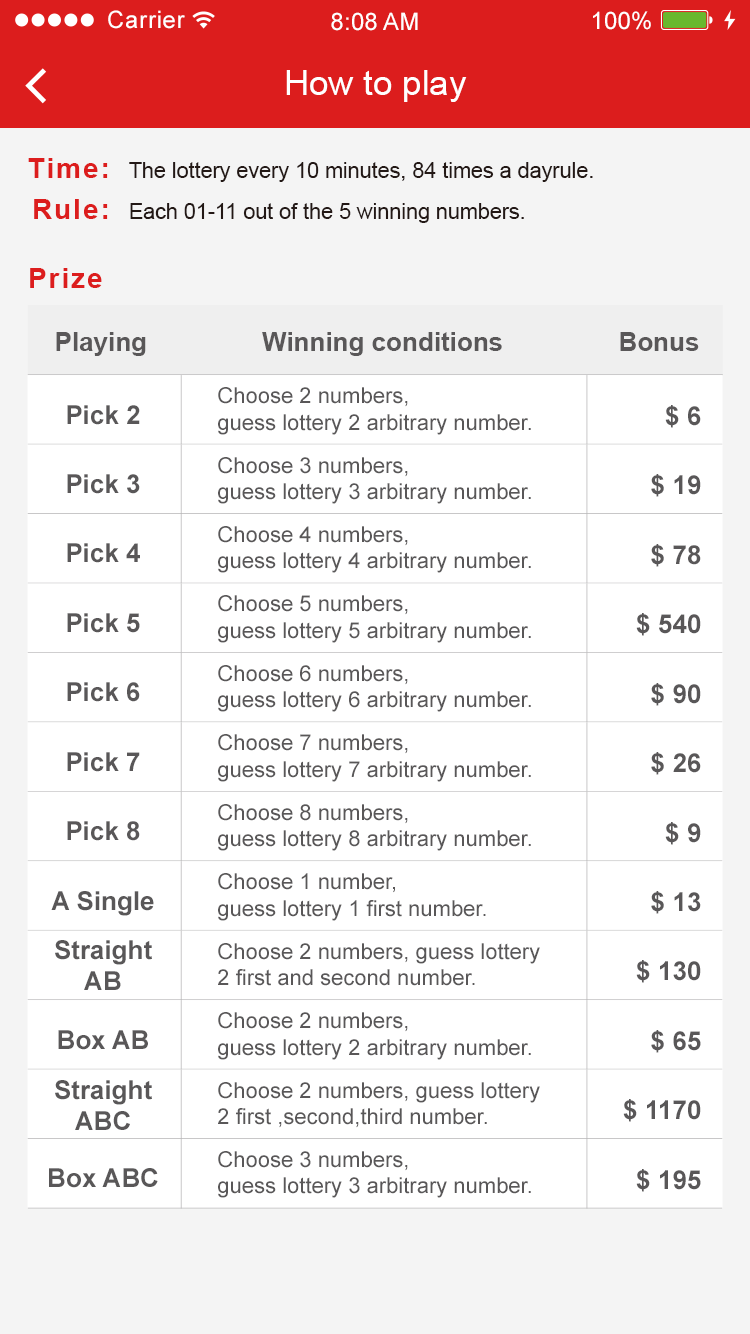 Carrier 8:08 AM 100%
How to play
Time: The lottery every 10 minutes, 84 times a dayrule.
Rule: Each 01-11 out of the 5 winning numbers.
Prize
Playing Winning conditions Bonus
Pick 2
Choose 2 numbers,
guess lottery 2 arbitrary number.
$ 6
Pick 3
Choose 3 numbers,
guess lottery 3 arbitrary number.
$ 19
Pick 4
Choose 4 numbers,
guess lottery 4 arbitrary number.
$ 78
Pick 5
Choose 5 numbers,
guess lottery 5 arbitrary number.
$ 540
Pick 6
Choose 6 numbers,
guess lottery 6 arbitrary number.
$ 90
Pick 7
Choose 7 numbers,
guess lottery 7 arbitrary number.
$ 26
Pick 8
Choose 8 numbers,
guess lottery 8 arbitrary number.
$ 9
A Single
Choose 1 number,
guess lottery 1 first number.
$ 13
Straight
AB
Choose 2 numbers, guess lottery
2 first and second number.
$ 130
Box AB
Choose 2 numbers,
guess lottery 2 arbitrary number.
$ 65
Straight
ABC
Choose 2 numbers, guess lottery
2 first ,second,third number.
$ 1170
Box ABC
Choose 3 numbers,
guess lottery 3 arbitrary number.
$ 195